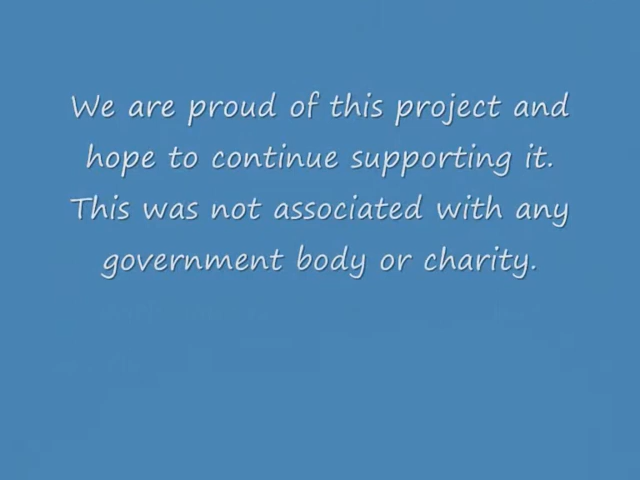 We are proud of this project and
hope to continue supporting it.
This was not associated with any
government body or charity.